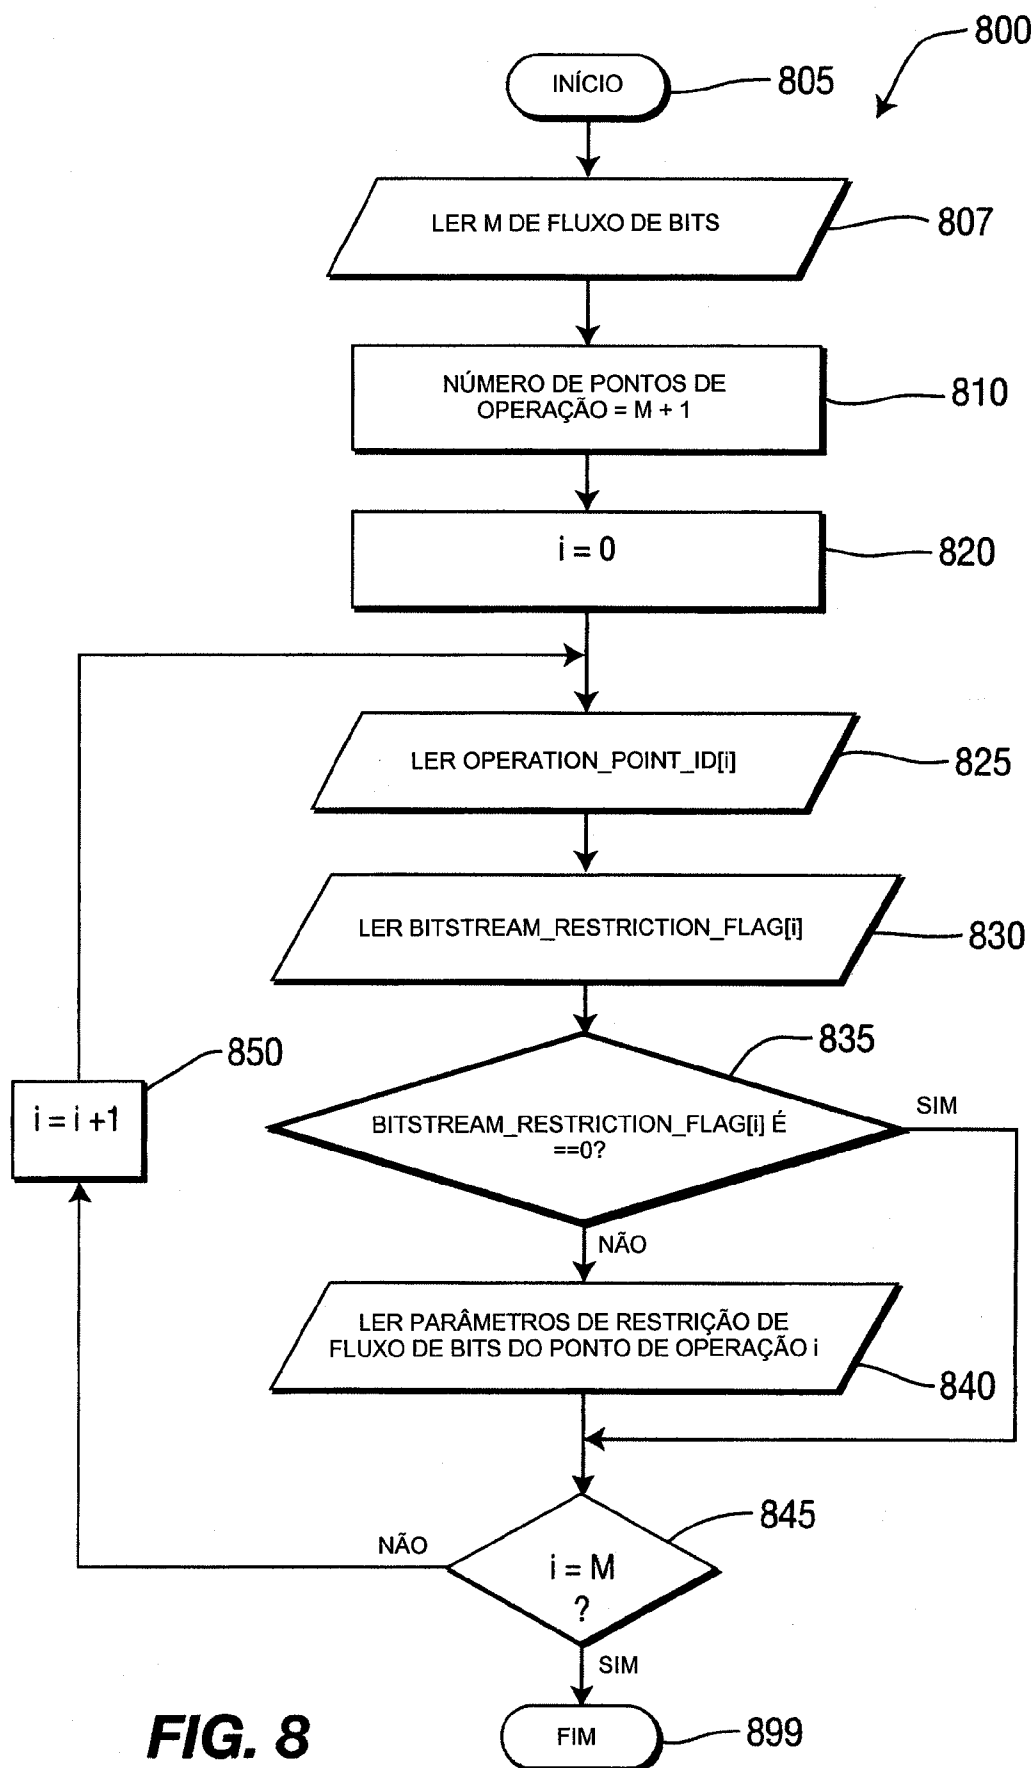 800
INÍCIO
805
LER M DE FLUXO DE BITS
807
NÚMERO DE PONTOS DE
OPERAÇÃO = M + 1
810
i = 0
820
LER OPERATION_POINT_ID[i]
825
LER BITSTREAM_RESTRICTION_FLAG[i]
830
835
850
i = i +1
BITSTREAM_RESTRICTION_FLAG[i] É
==0?
SIM
NÃO
LER PARÂMETROS DE RESTRIÇÃO DE
FLUXO DE BITS DO PONTO DE OPERAÇÃO i
840
845
NÃO
i = M
?
SIM
FIM
899
FIG. 8